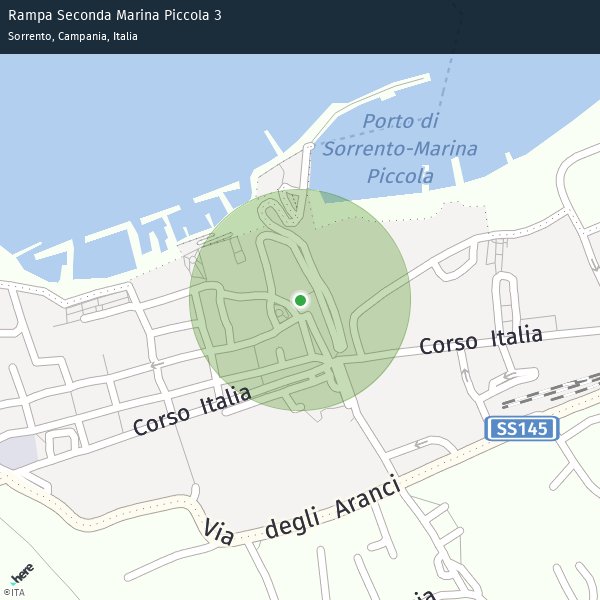 Rampa Seconda Marina Piccola 3
Sorrento, Campania, Italia
Porto di
Sorrento-Marina
Piccola
Corso Italia
Corso Italia
SS145
Via degli Aranci
ia
here
©ITA